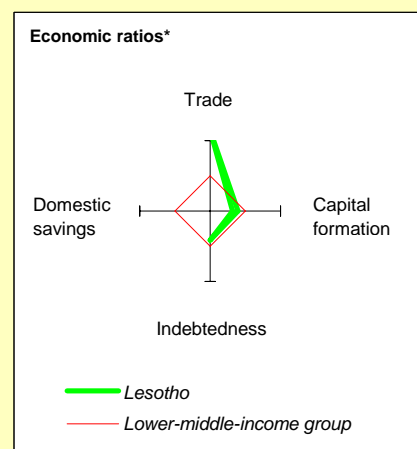 Economic ratios*
Trade
Domestic
savings
Capital
formation
Indebtedness
Lesotho
Lower-middle-income group